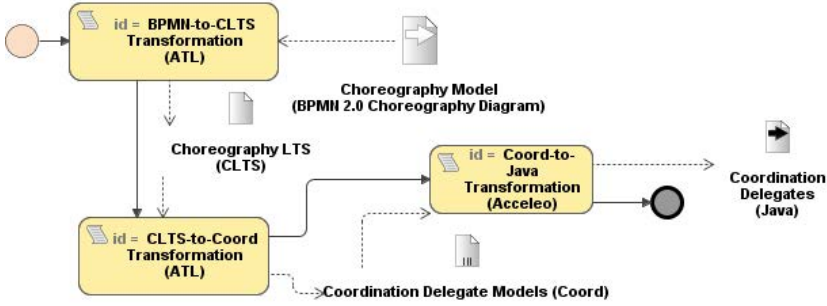 id = BPMN-to-CLTS
Transformation
(ATL)
Choreography Model
(BPMN 2.0 Choreography Diagram)
Choreography LTS
(CLTS)
id = Coord-to-
Java
Transformation
(Acceleo)
Coordination
Delegates
(Java)
id = CLTS-to-Coord
Transformation
(ATL)
Coordination Delegate Models (Coord)